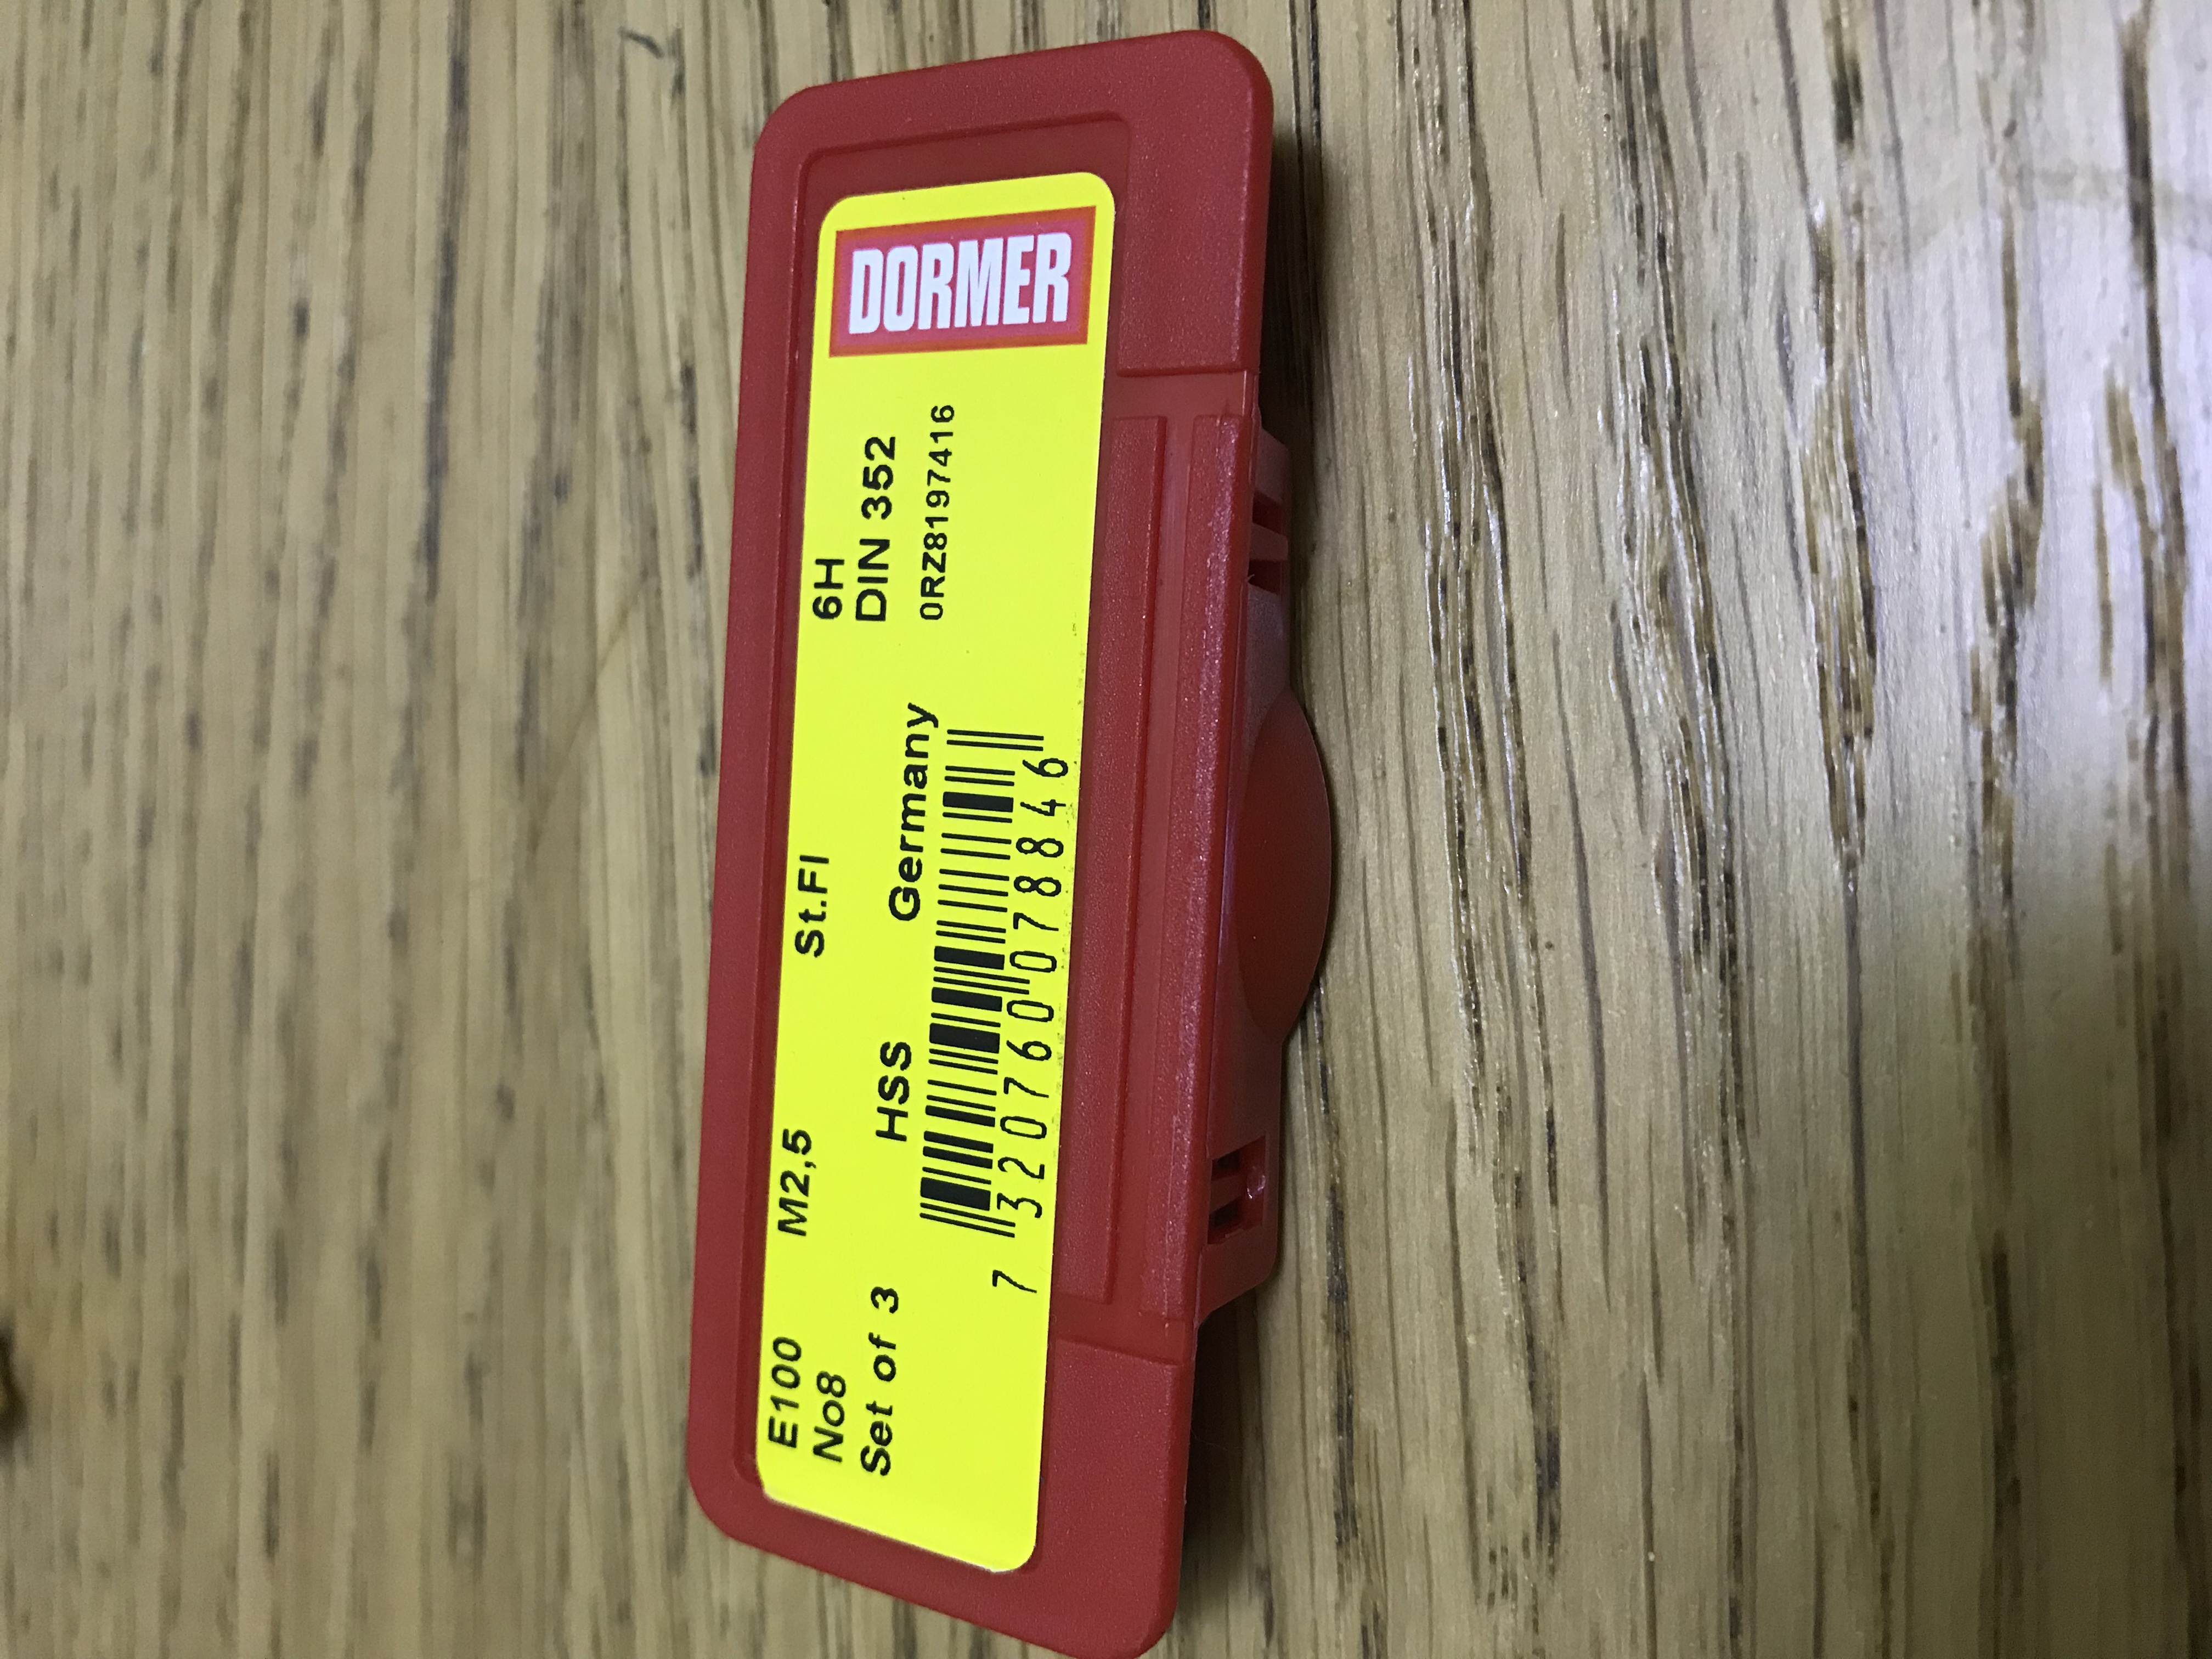 E100 M2,5 St.Fl 6H
No8 DIN 352
Set of 3 HSS Germany 0RZ8197416
7 320760 078846
DORMER